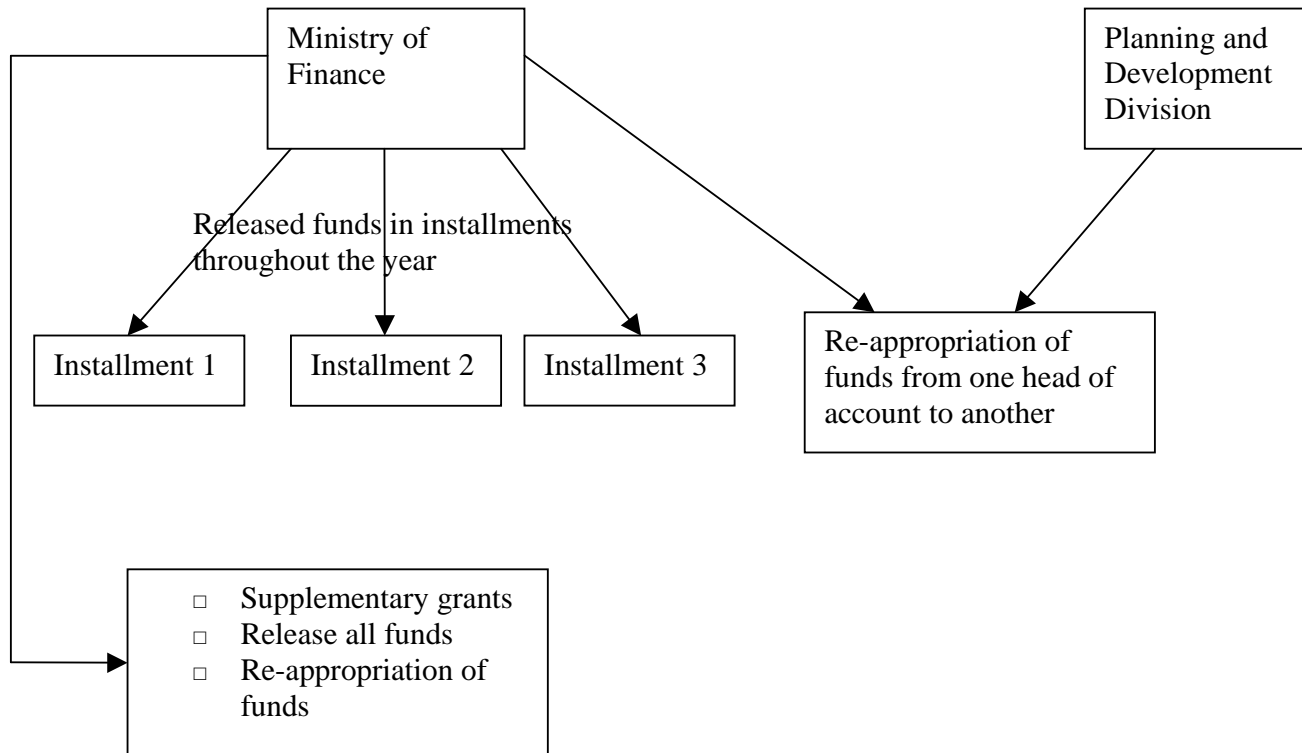 Ministry of
Finance
Planning and
Development
Division
Released funds in installments
throughout the year
Installment 1
Installment 2
Installment 3
Re-appropriation of
funds from one head of
account to another
□ Supplementary grants
□ Release all funds
□ Re-appropriation of
funds